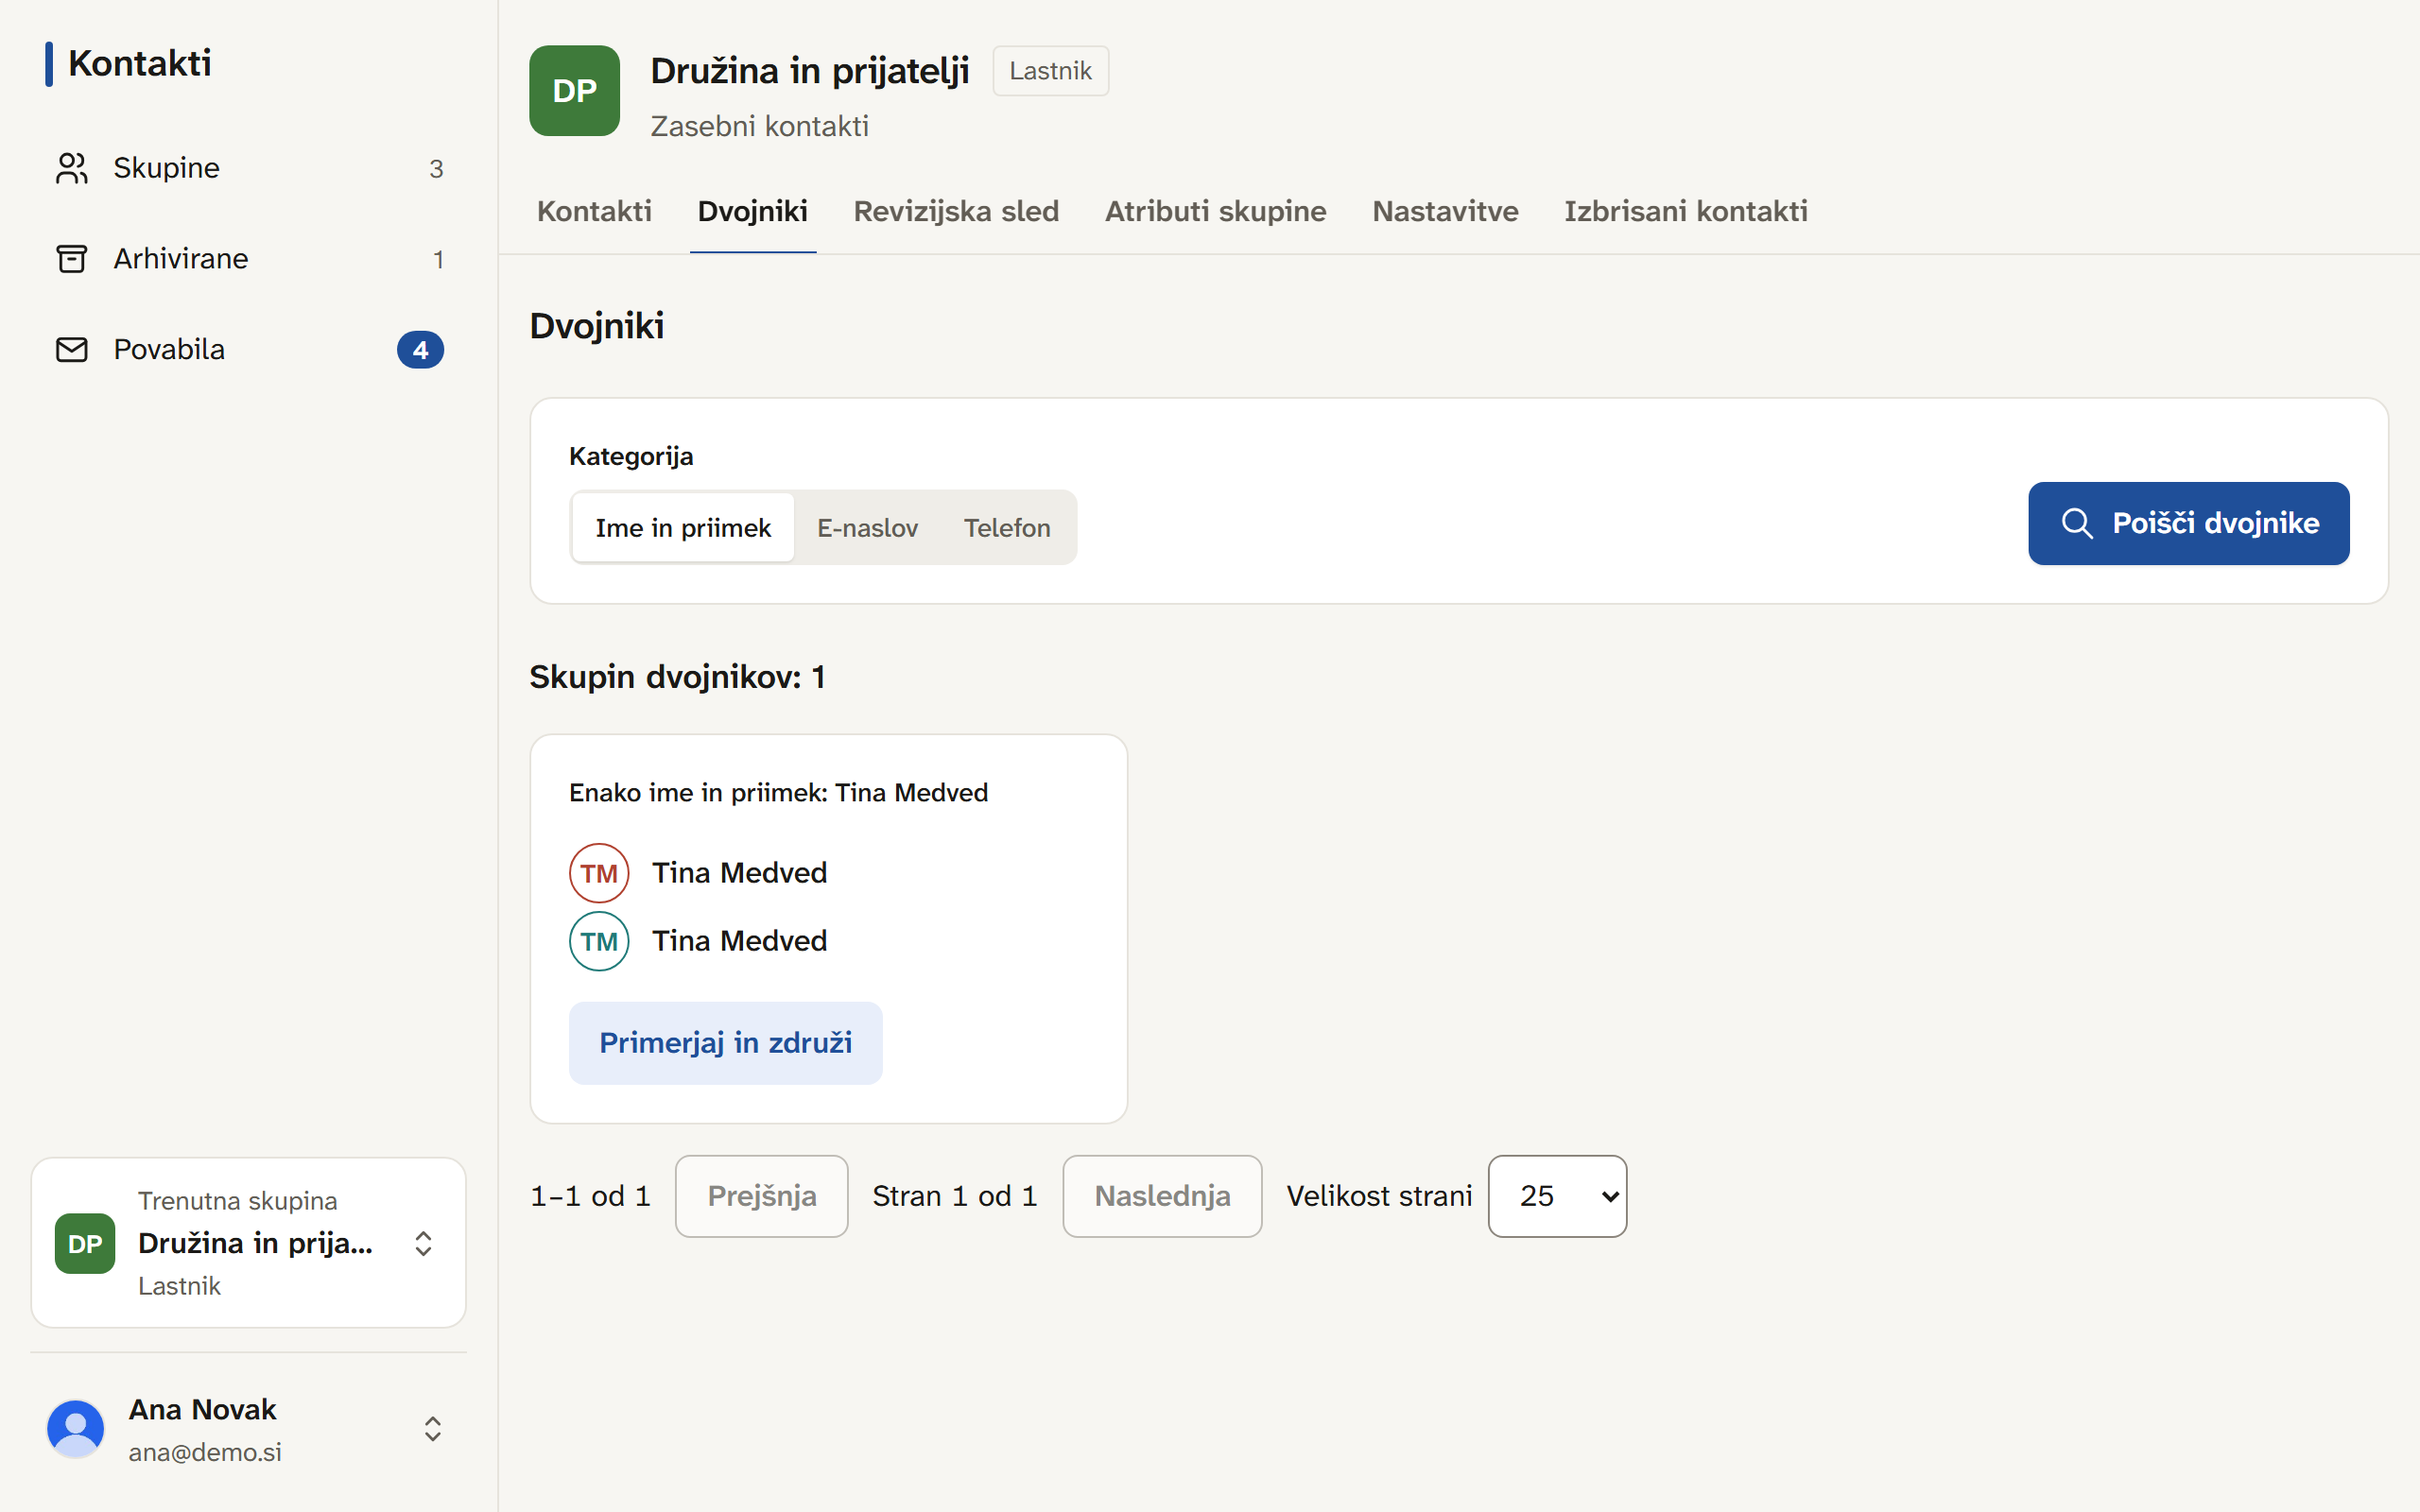 Kontakti
Skupine 3
Arhivirane 1
Povabila 4
Trenutna skupina
DP Družina in prija...
Lastnik
Ana Novak
ana@demo.si
DP Družina in prijatelji Lastnik
Zasebni kontakti
Kontakti Dvojniki Revizijska sled Atributi skupine Nastavitve Izbrisani kontakti
Dvojniki
Kategorija
Ime in priimek E-naslov Telefon
Poišči dvojnike
Skupin dvojnikov: 1
Enako ime in priimek: Tina Medved
TM Tina Medved
TM Tina Medved
Primerjaj in združi
1–1 od 1 Prejšnja Stran 1 od 1 Naslednja Velikost strani 25